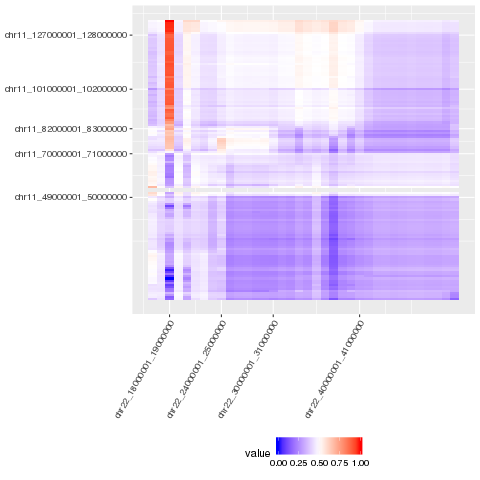 chr11_127000001_128000000
chr11_101000001_102000000
chr11_82000001_83000000
chr11_70000001_71000000
chr11_49000001_50000000
chr22_18000001_19000000
chr22_24000001_25000000
chr22_30000001_31000000
chr22_40000001_41000000
value
0.00 0.25 0.50 0.75 1.00